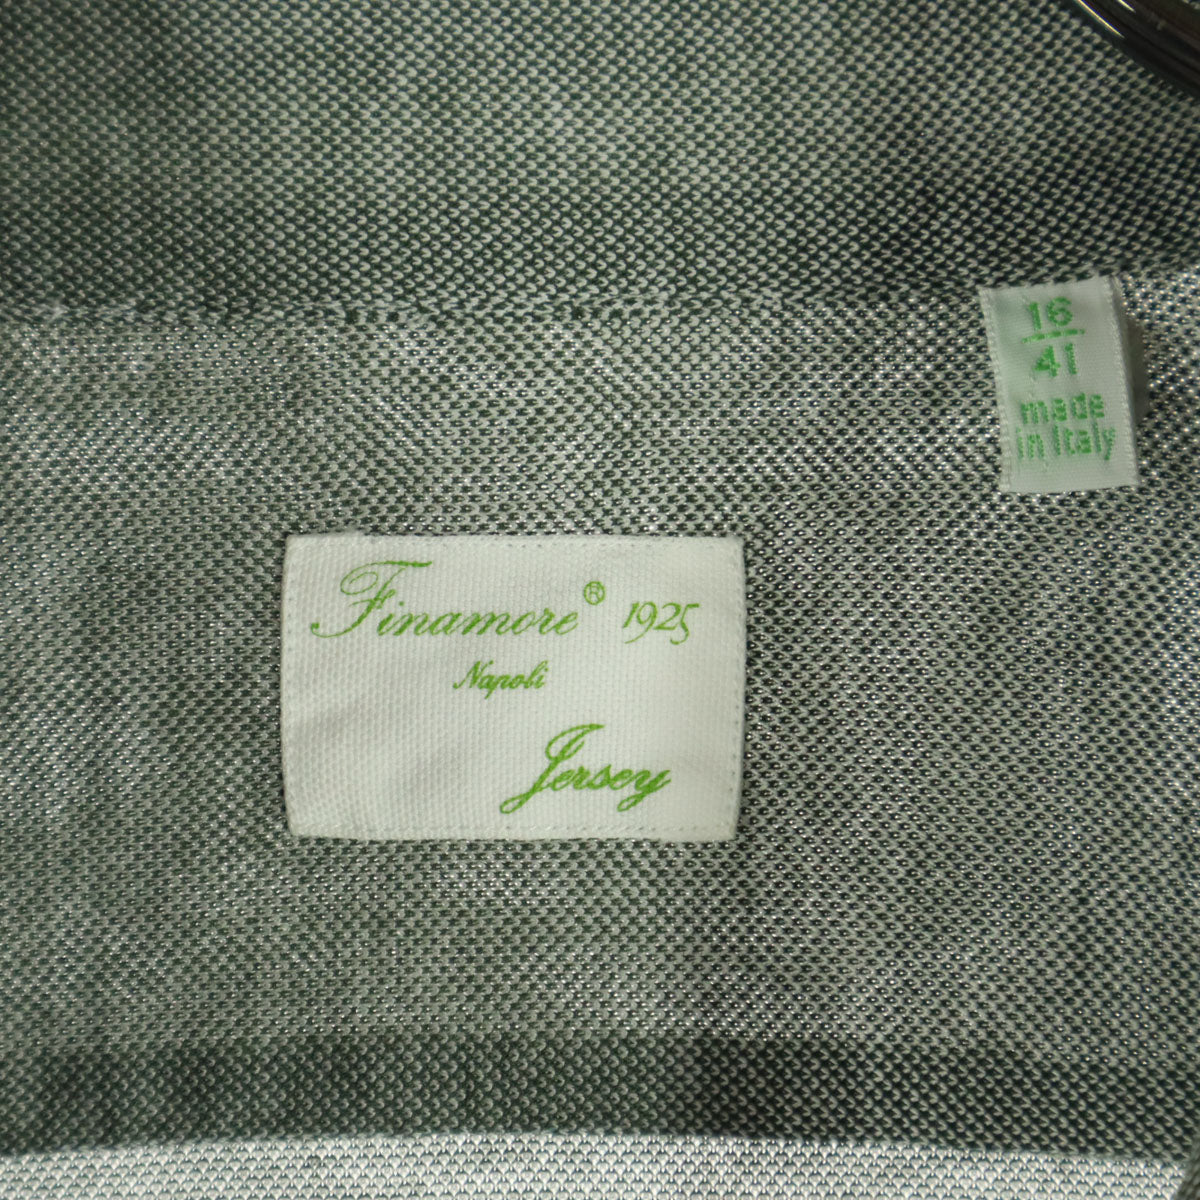 16
41
made
in Italy
Finamore® 1925
Napoli
Jersey